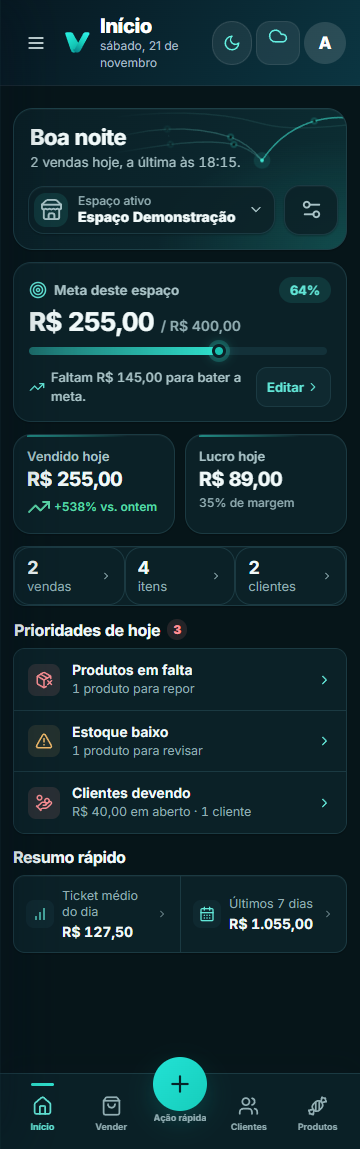 Início
sábado, 21 de
novembro
A
Boa noite
2 vendas hoje, a última às 18:15.
Espaço ativo
Espaço Demonstração
Meta deste espaço
64%
R$ 255,00 / R$ 400,00
Faltam R$ 145,00 para bater a
meta.
Editar
Vendido hoje
R$ 255,00
+538% vs. ontem
Lucro hoje
R$ 89,00
35% de margem
2
vendas
4
itens
2
clientes
Prioridades de hoje 3
Produtos em falta
1 produto para repor
Estoque baixo
1 produto para revisar
Clientes devendo
R$ 40,00 em aberto · 1 cliente
Resumo rápido
Ticket médio
do dia
R$ 127,50
Últimos 7 dias
R$ 1.055,00
Início
Vender
Ação rápida
Clientes
Produtos